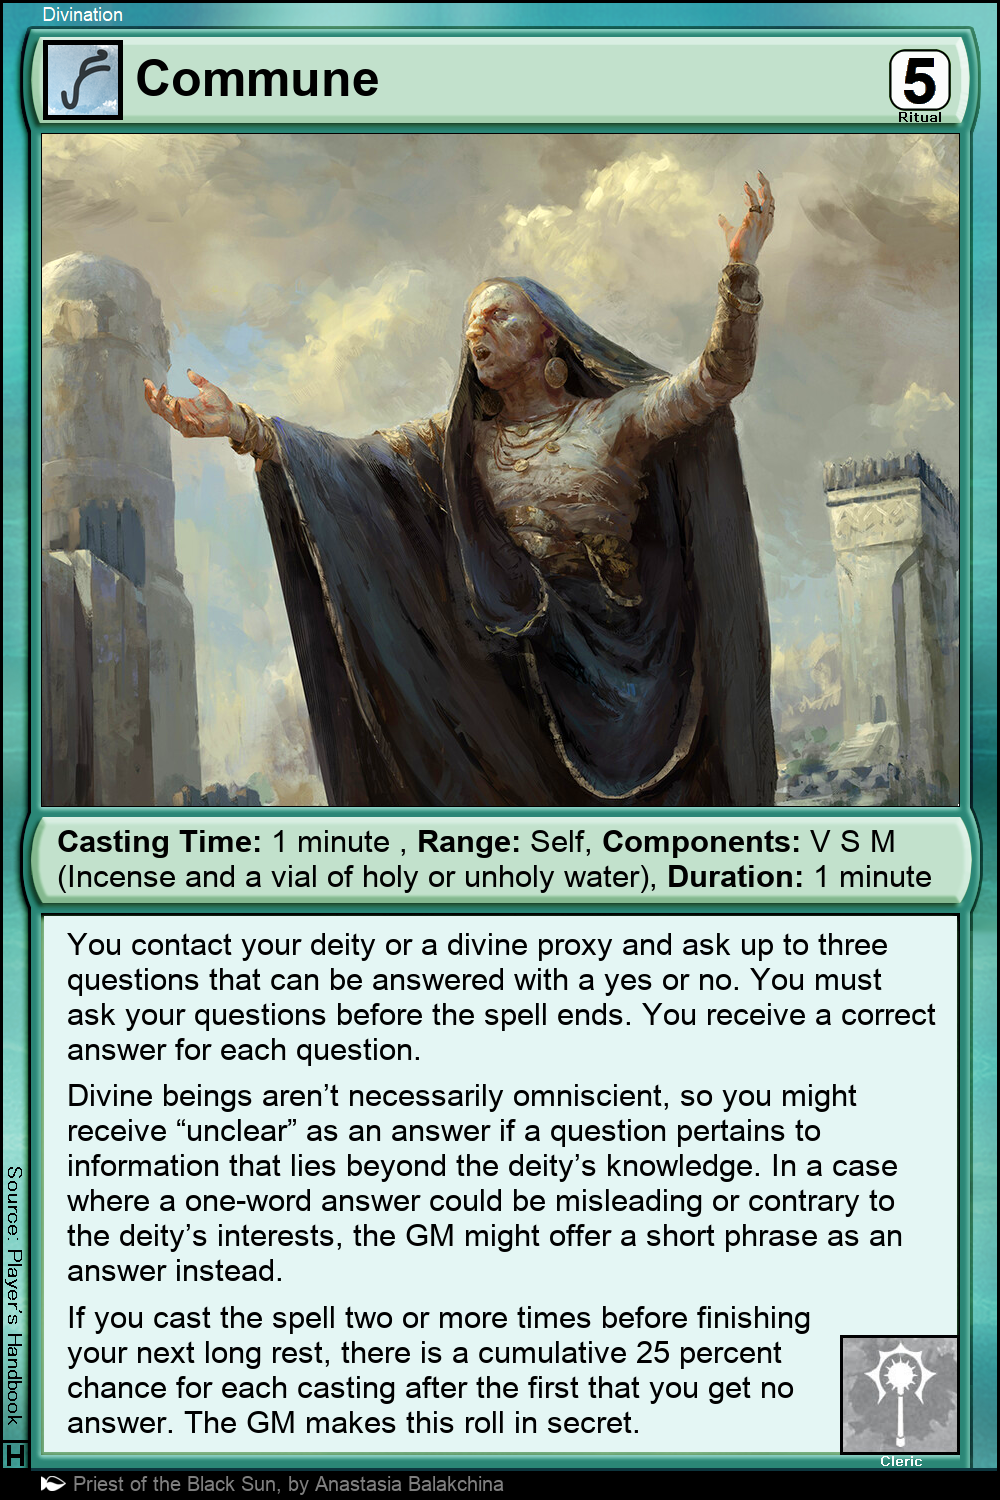 Divination
Commune
5
Ritual
Casting Time: 1 minute , Range: Self, Components: V S M
(Incense and a vial of holy or unholy water), Duration: 1 minute
You contact your deity or a divine proxy and ask up to three
questions that can be answered with a yes or no. You must
ask your questions before the spell ends. You receive a correct
answer for each question.
Divine beings aren’t necessarily omniscient, so you might
receive “unclear” as an answer if a question pertains to
information that lies beyond the deity’s knowledge. In a case
where a one-word answer could be misleading or contrary to
the deity’s interests, the GM might offer a short phrase as an
answer instead.
If you cast the spell two or more times before finishing
your next long rest, there is a cumulative 25 percent
chance for each casting after the first that you get no
answer. The GM makes this roll in secret.
Cleric
Source: Player's Handbook
H
Priest of the Black Sun, by Anastasia Balakchina